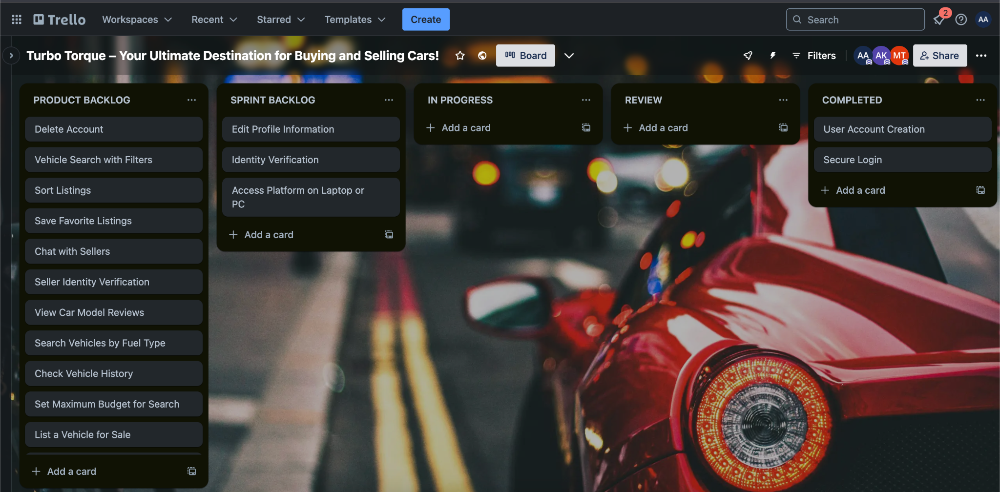 Trello Workspaces Recent Starred Templates Create Search 2 AA
Turbo Torque – Your Ultimate Destination for Buying and Selling Cars! Board Filters AA AK MT Share
PRODUCT BACKLOG
Delete Account
Vehicle Search with Filters
Sort Listings
Save Favorite Listings
Chat with Sellers
Seller Identity Verification
View Car Model Reviews
Search Vehicles by Fuel Type
Check Vehicle History
Set Maximum Budget for Search
List a Vehicle for Sale
Add a card
SPRINT BACKLOG
Edit Profile Information
Identity Verification
Access Platform on Laptop or
PC
Add a card
IN PROGRESS
Add a card
REVIEW
Add a card
COMPLETED
User Account Creation
Secure Login
Add a card